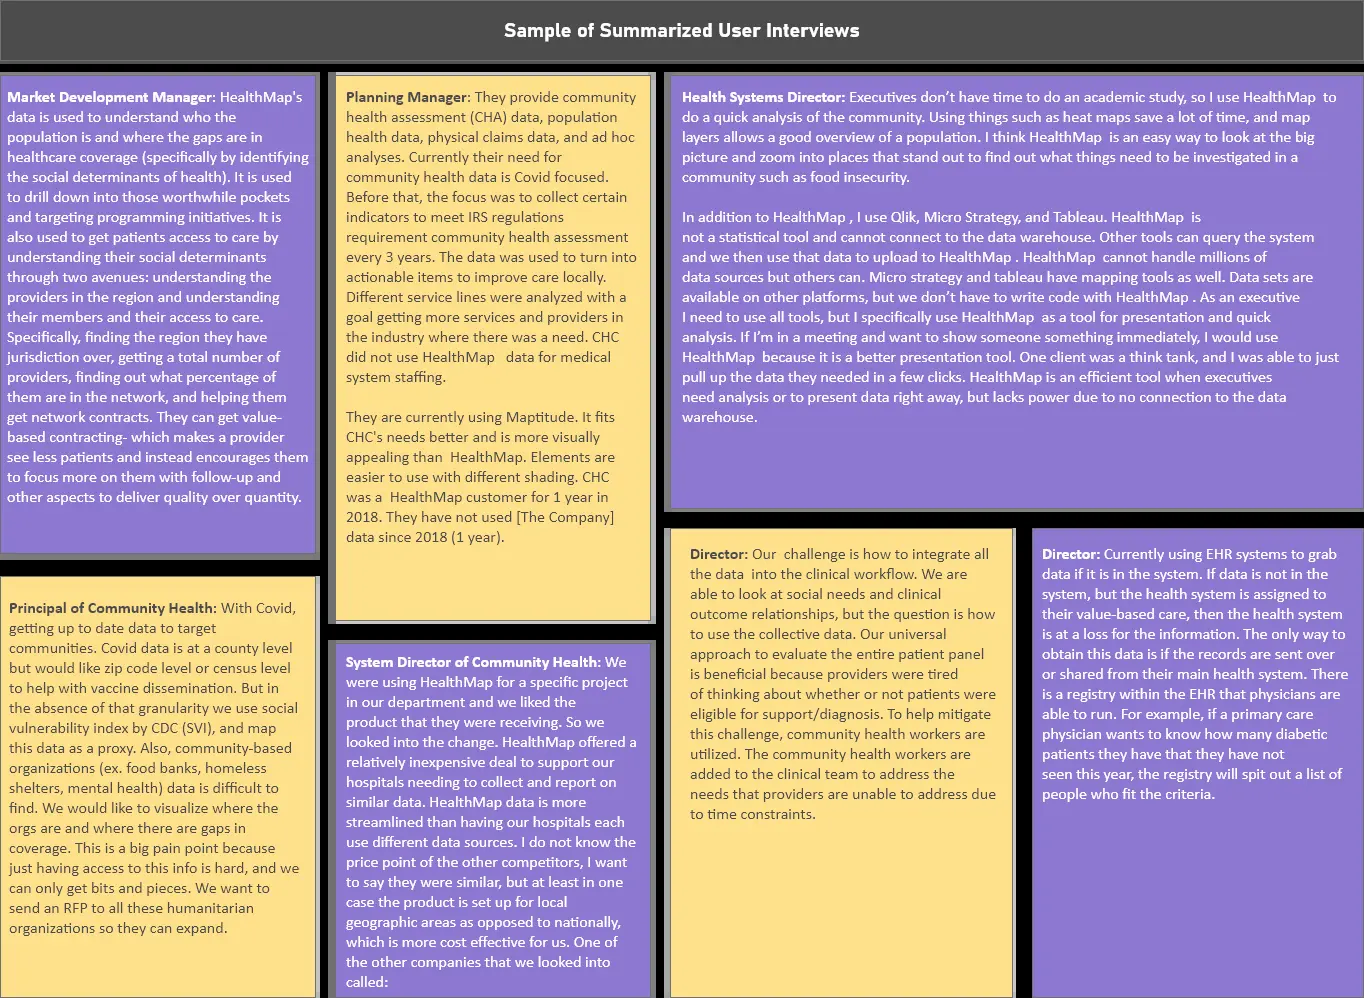 Sample of Summarized User Interviews
Market Development Manager: HealthMap's
data is used to understand who the
population is and where the gaps are in
healthcare coverage (specifically by identifying
the social determinants of health). It is used
to drill down into those worthwhile pockets
and targeting programming initiatives. It is
also used to get patients access to care by
understanding their social determinants
through two avenues: understanding the
providers in the region and understanding
their members and their access to care.
Specifically, finding the region they have
jurisdiction over, getting a total number of
providers, finding out what percentage of
them are in the network, and helping them
get network contracts. They can get value-
based contracting- which makes a provider
see less patients and instead encourages them
to focus more on them with follow-up and
other aspects to deliver quality over quantity.
Principal of Community Health: With Covid,
getting up to date data to target
communities. Covid data is at a county level
but would like zip code level or census level
to help with vaccine dissemination. But in
the absence of that granularity we use social
vulnerability index by CDC (SVI), and map
this data as a proxy. Also, community-based
organizations (ex. food banks, homeless
shelters, mental health) data is difficult to
find. We would like to visualize where the
orgs are and where there are gaps in
coverage. This is a big pain point because
just having access to this info is hard, and we
can only get bits and pieces. We want to
send an RFP to all these humanitarian
organizations so they can expand.
Planning Manager: They provide community
health assessment (CHA) data, population
health data, physical claims data, and ad hoc
analyses. Currently their need for
community health data is Covid focused.
Before that, the focus was to collect certain
indicators to meet IRS regulations
requirement community health assessment
every 3 years. The data was used to turn into
actionable items to improve care locally.
Different service lines were analyzed with a
goal getting more services and providers in
the industry where there was a need. CHC
did not use HealthMap data for medical
system staffing.
They are currently using Maptitude. It fits
CHC's needs better and is more visually
appealing than HealthMap. Elements are
easier to use with different shading. CHC
was a HealthMap customer for 1 year in
2018. They have not used [The Company]
data since 2018 (1 year).
System Director of Community Health: We
were using HealthMap for a specific project
in our department and we liked the
product that they were receiving. So we
looked into the change. HealthMap offered a
relatively inexpensive deal to support our
hospitals needing to collect and report on
similar data. HealthMap data is more
streamlined than having our hospitals each
use different data sources. I do not know the
price point of the other competitors, I want
to say they were similar, but at least in one
case the product is set up for local
geographic areas as opposed to nationally,
which is more cost effective for us. One of
the other companies that we looked into
called:
Health Systems Director: Executives don’t have time to do an academic study, so I use HealthMap to
do a quick analysis of the community. Using things such as heat maps save a lot of time, and map
layers allows a good overview of a population. I think HealthMap is an easy way to look at the big
picture and zoom into places that stand out to find out what things need to be investigated in a
community such as food insecurity.
In addition to HealthMap , I use Qlik, Micro Strategy, and Tableau. HealthMap is
not a statistical tool and cannot connect to the data warehouse. Other tools can query the system
and we then use that data to upload to HealthMap . HealthMap cannot handle millions of
data sources but others can. Micro strategy and tableau have mapping tools as well. Data sets are
available on other platforms, but we don’t have to write code with HealthMap . As an executive
I need to use all tools, but I specifically use HealthMap as a tool for presentation and quick
analysis. If I’m in a meeting and want to show someone something immediately, I would use
HealthMap because it is a better presentation tool. One client was a think tank, and I was able to just
pull up the data they needed in a few clicks. HealthMap is an efficient tool when executives
need analysis or to present data right away, but lacks power due to no connection to the data
warehouse.
Director: Our challenge is how to integrate all
the data into the clinical workflow. We are
able to look at social needs and clinical
outcome relationships, but the question is how
to use the collective data. Our universal
approach to evaluate the entire patient panel
is beneficial because providers were tired
of thinking about whether or not patients were
eligible for support/diagnosis. To help mitigate
this challenge, community health workers are
utilized. The community health workers are
added to the clinical team to address the
needs that providers are unable to address due
to time constraints.
Director: Currently using EHR systems to grab
data if it is in the system. If data is not in the
system, but the health system is assigned to
their value-based care, then the health system
is at a loss for the information. The only way to
obtain this data is if the records are sent over
or shared from their main health system. There
is a registry within the EHR that physicians are
able to run. For example, if a primary care
physician wants to know how many diabetic
patients they have that they have not
seen this year, the registry will spit out a list of
people who fit the criteria.